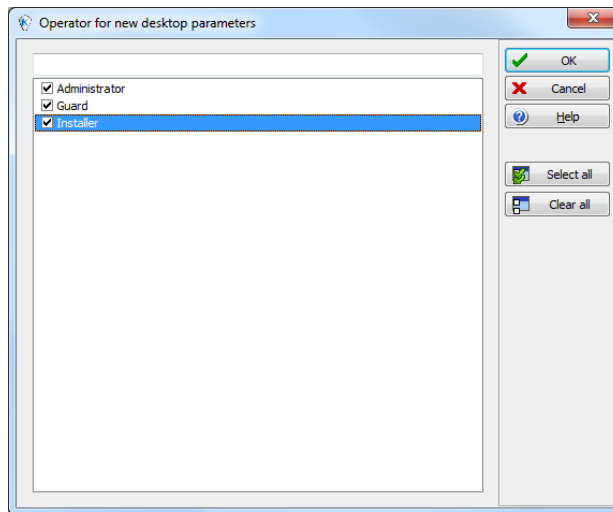 Operator for new desktop parameters
Administrator
Guard
Installer
OK
Cancel
Help
Select all
Clear all